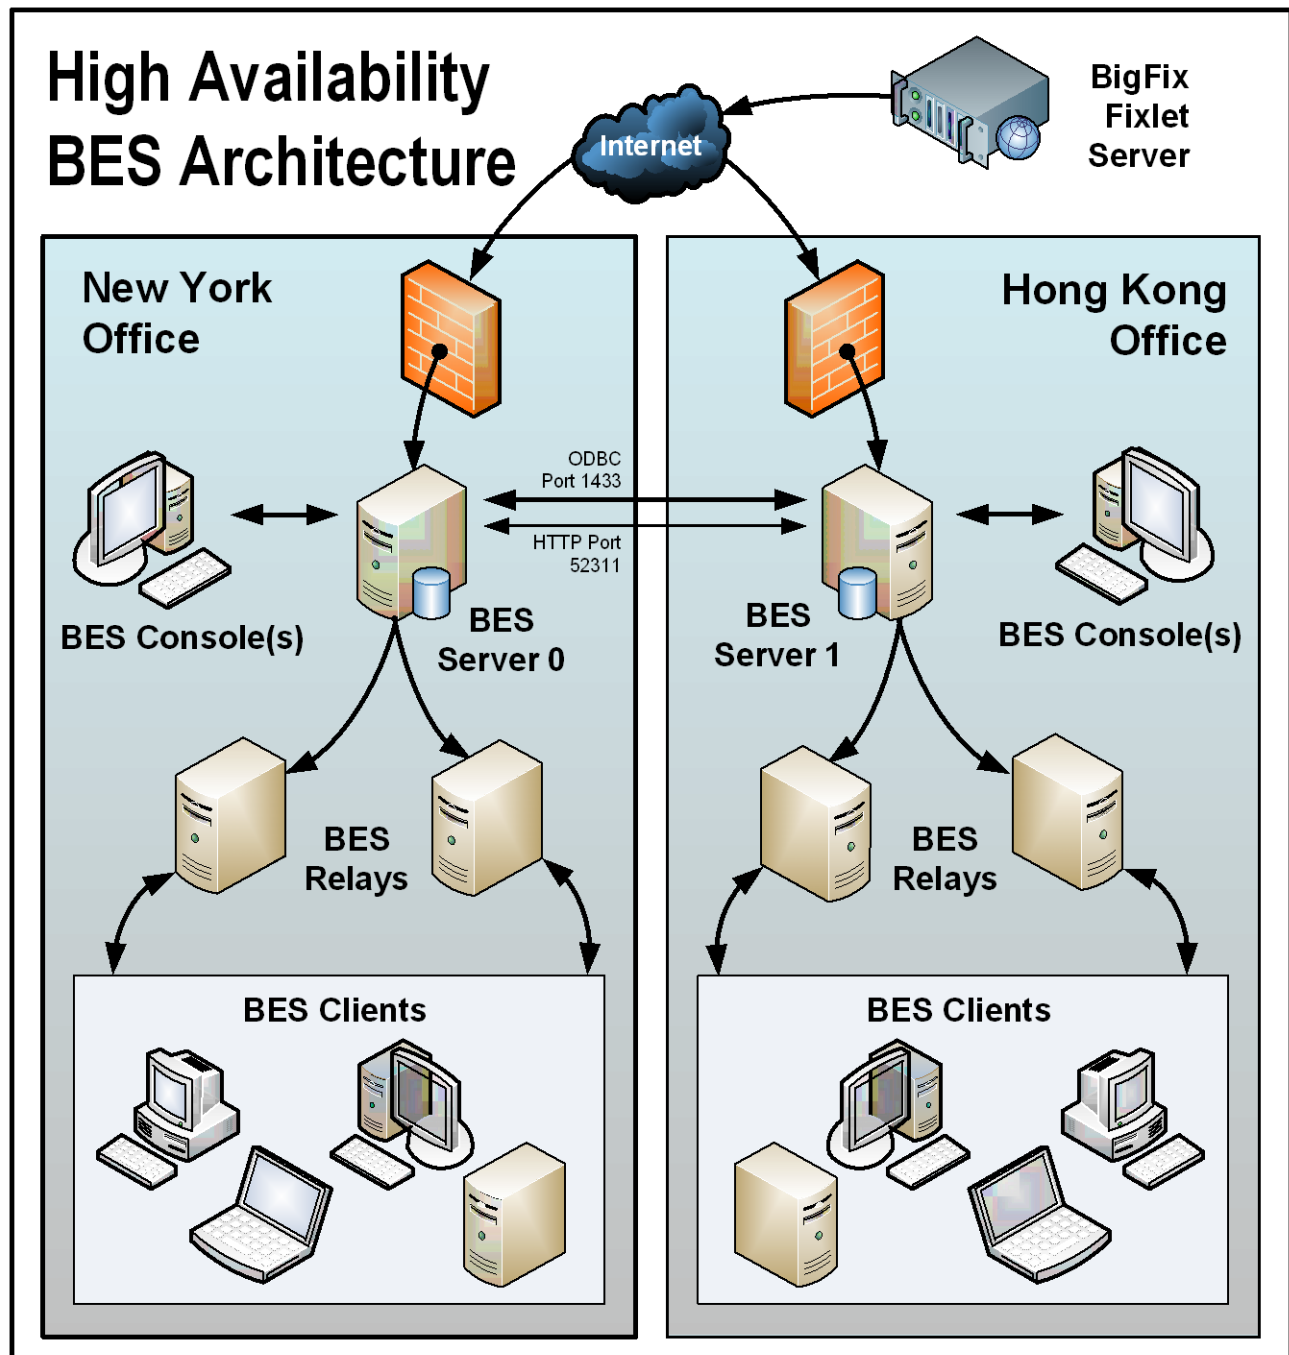 High Availability
BES Architecture
Internet
BigFix
Fixlet
Server
New York
Office
Hong Kong
Office
ODBC
Port 1433
HTTP Port
52311
BES Console(s)
BES
Server 0
BES
Server 1
BES Console(s)
BES
Relays
BES
Relays
BES Clients
BES Clients